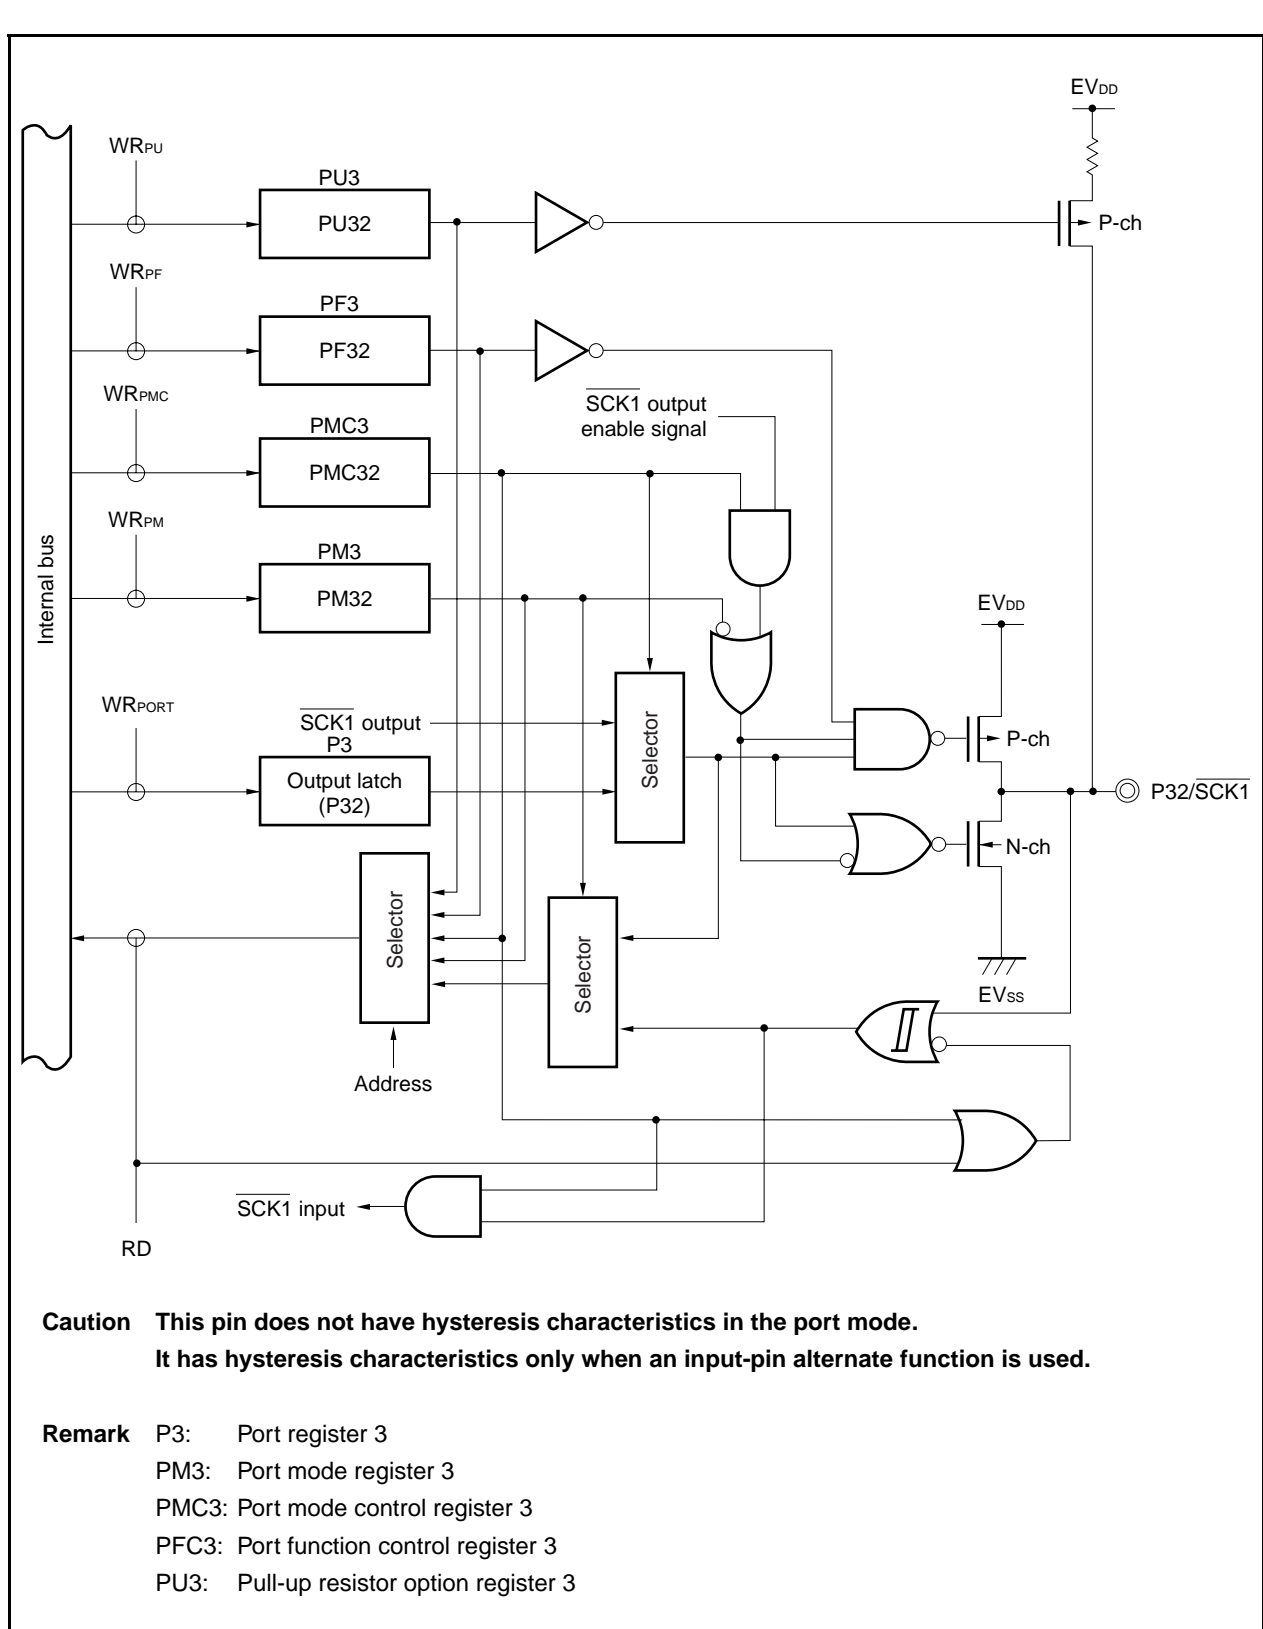 EVDD
WRPU
PU3
PU32
P-ch
WRPF
PF3
PF32
WRPMC
SCK1 output
enable signal
PMC3
PMC32
WRPM
PM3
PM32
Internal bus
EVDD
WRPORT
SCK1 output
P3
Output latch
(P32)
Selector
P-ch
P32/SCK1
N-ch
Selector
Selector
EVSS
Address
SCK1 input
RD
Caution This pin does not have hysteresis characteristics in the port mode.
It has hysteresis characteristics only when an input-pin alternate function is used.
Remark P3: Port register 3
PM3: Port mode register 3
PMC3: Port mode control register 3
PFC3: Port function control register 3
PU3: Pull-up resistor option register 3